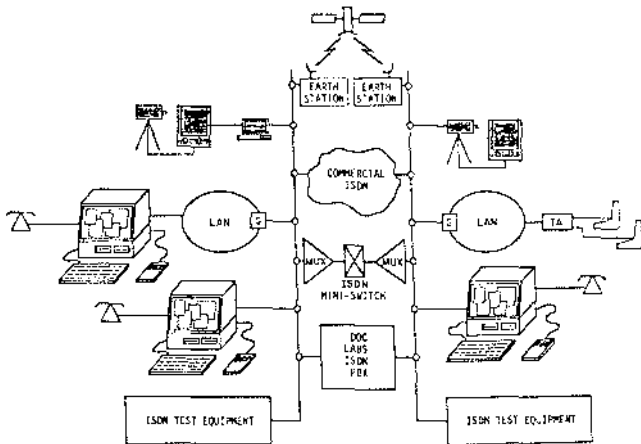 EARTH STATION
EARTH STATION
COMMERCIAL ISDN
LAN
G
LAN
TA
MUX
MUX
ISDN MINI-SWITCH
DOC LABS ISDN PBX
ISDN TEST EQUIPMENT
ISDN TEST EQUIPMENT